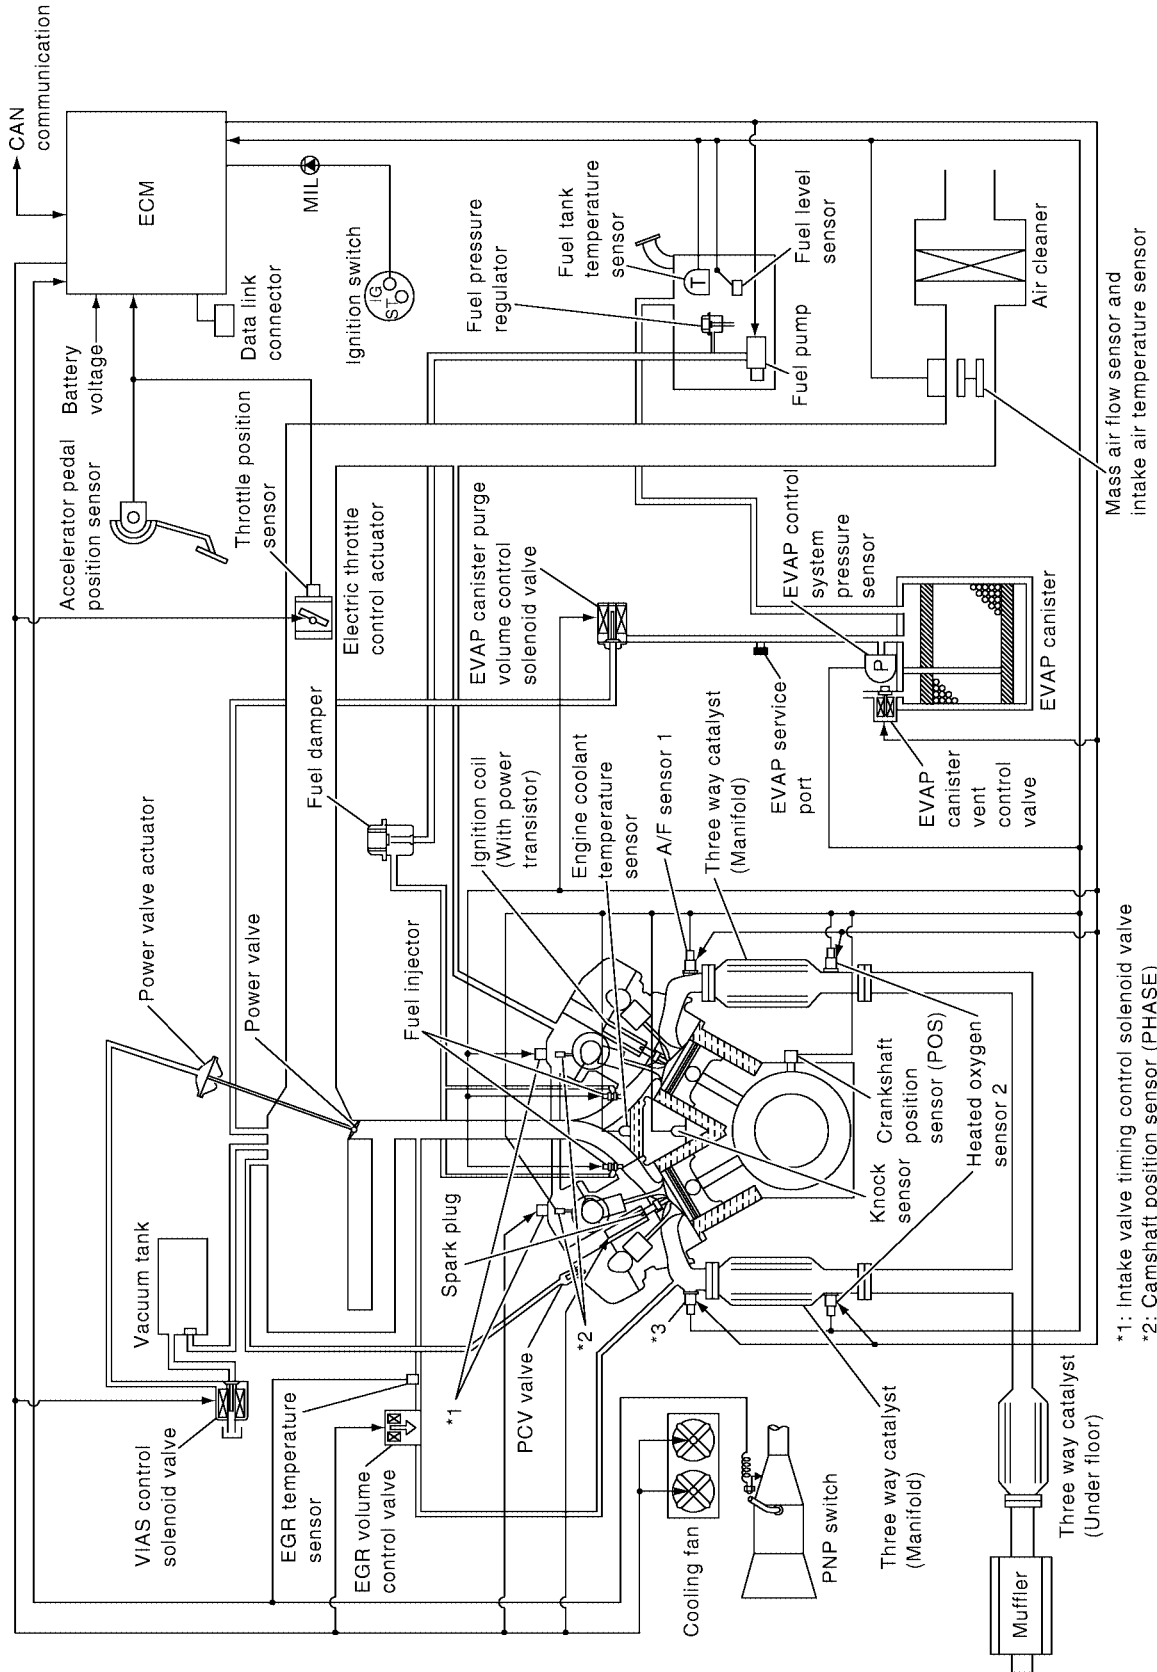 CAN
communication
ECM
MIL
Battery
voltage
Data link
connector
Ignition switch
IG
ST
Accelerator pedal
position sensor
Throttle position
sensor
Electric throttle
control actuator
Fuel pressure
regulator
Fuel tank
temperature
sensor
T
Fuel level
sensor
Fuel pump
Air cleaner
Mass air flow sensor and
intake air temperature sensor
EVAP canister purge
volume control
solenoid valve
EVAP control
system
pressure
sensor
P
EVAP canister
EVAP
canister
vent
control
valve
EVAP service
port
Power valve actuator
Power valve
Fuel damper
Fuel injector
Ignition coil
(With power
transistor)
Engine coolant
temperature
sensor
A/F sensor 1
Three way catalyst
(Manifold)
Vacuum tank
VIAS control
solenoid valve
EGR temperature
sensor
EGR volume
control valve
*1
PCV valve
Spark plug
*2
*3
Knock
sensor
Crankshaft
position
sensor (POS)
Heated oxygen
sensor 2
Cooling fan
PNP switch
Three way catalyst
(Manifold)
Three way catalyst
(Under floor)
Muffler
*1: Intake valve timing control solenoid valve
*2: Camshaft position sensor (PHASE)